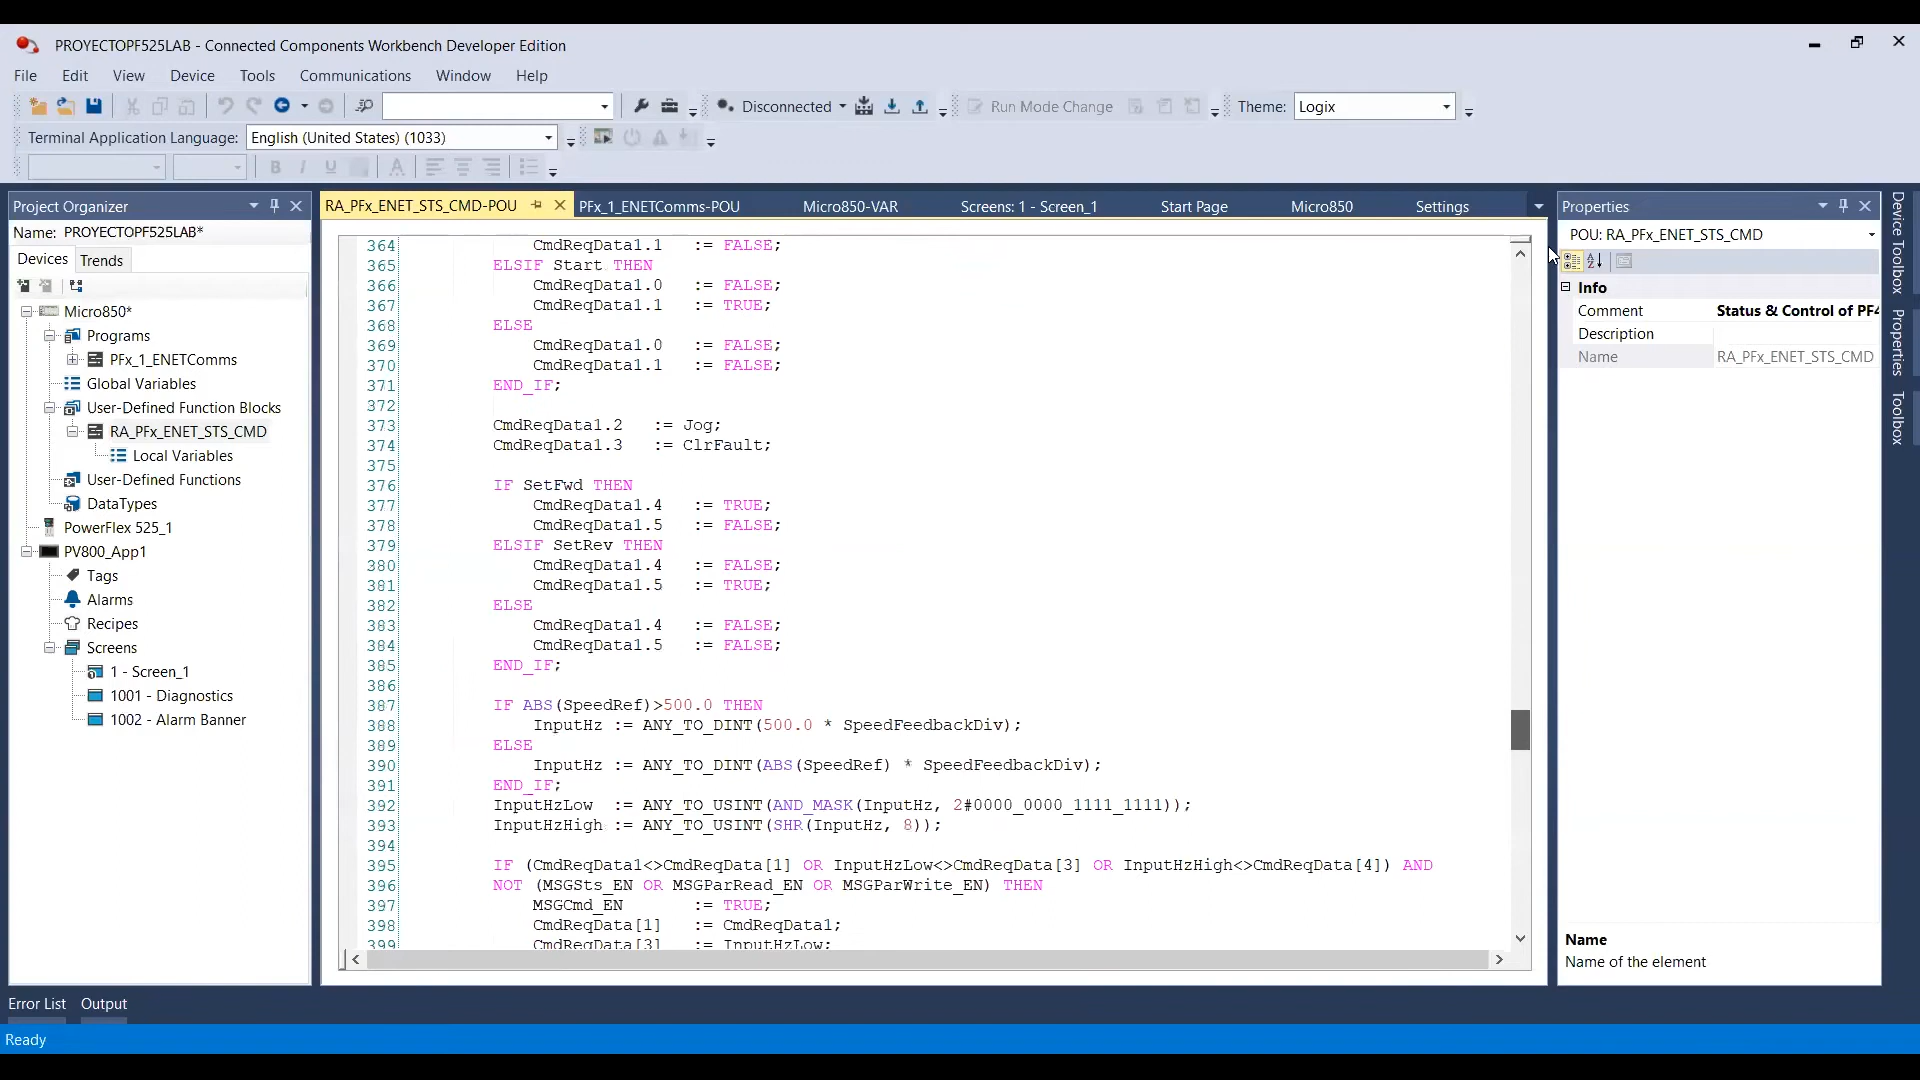 PROYECTOPF525LAB - Connected Components Workbench Developer Edition
File Edit View Device Tools Communications Window Help
Disconnected Run Mode Change Theme: Logix
Terminal Application Language: English (United States) (1033)
B I U A
Project Organizer
Name: PROYECTOPF525LAB*
Devices Trends
Micro850*
Programs
PFx_1_ENETComms
Global Variables
User-Defined Function Blocks
RA_PFx_ENET_STS_CMD
Local Variables
User-Defined Functions
DataTypes
PowerFlex 525_1
PV800_App1
Tags
Alarms
Recipes
Screens
1 - Screen_1
1001 - Diagnostics
1002 - Alarm Banner
RA_PFx_ENET_STS_CMD-POU PFx_1_ENETComms-POU Micro850-VAR Screens: 1 - Screen_1 Start Page Micro850 Settings
364 CmdReqData1.1 := FALSE;
365 ELSIF Start THEN
366 CmdReqData1.0 := FALSE;
367 CmdReqData1.1 := TRUE;
368 ELSE
369 CmdReqData1.0 := FALSE;
370 CmdReqData1.1 := FALSE;
371 END_IF;
372
373 CmdReqData1.2 := Jog;
374 CmdReqData1.3 := ClrFault;
375
376 IF SetFwd THEN
377 CmdReqData1.4 := TRUE;
378 CmdReqData1.5 := FALSE;
379 ELSIF SetRev THEN
380 CmdReqData1.4 := FALSE;
381 CmdReqData1.5 := TRUE;
382 ELSE
383 CmdReqData1.4 := FALSE;
384 CmdReqData1.5 := FALSE;
385 END_IF;
386
387 IF ABS(SpeedRef)>500.0 THEN
388 InputHz := ANY_TO_DINT(500.0 * SpeedFeedbackDiv);
389 ELSE
390 InputHz := ANY_TO_DINT(ABS(SpeedRef) * SpeedFeedbackDiv);
391 END_IF;
392 InputHzLow := ANY_TO_USINT(AND_MASK(InputHz, 2#0000_0000_1111_1111));
393 InputHzHigh := ANY_TO_USINT(SHR(InputHz, 8));
394
395 IF (CmdReqData1<>CmdReqData[1] OR InputHzLow<>CmdReqData[3] OR InputHzHigh<>CmdReqData[4]) AND
396 NOT (MSGSts_EN OR MSGParRead_EN OR MSGParWrite_EN) THEN
397 MSGCmd_EN := TRUE;
398 CmdReqData[1] := CmdReqData1;
399 CmdReqData[3] := InputHzLow;
Properties
POU: RA_PFx_ENET_STS_CMD
Info
Comment Status & Control of PF4
Description
Name RA_PFx_ENET_STS_CMD
Name
Name of the element
Device Toolbox
Properties
Toolbox
Error List Output
Ready